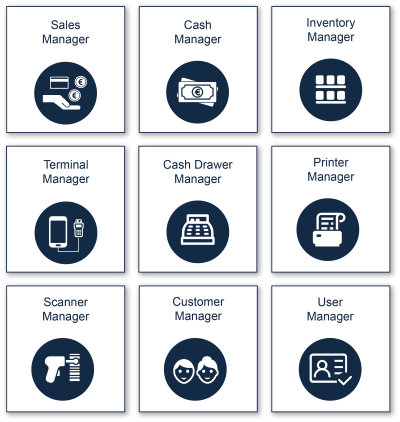 Sales
Manager
Cash
Manager
Inventory
Manager
Terminal
Manager
Cash Drawer
Manager
Printer
Manager
Scanner
Manager
Customer
Manager
User
Manager